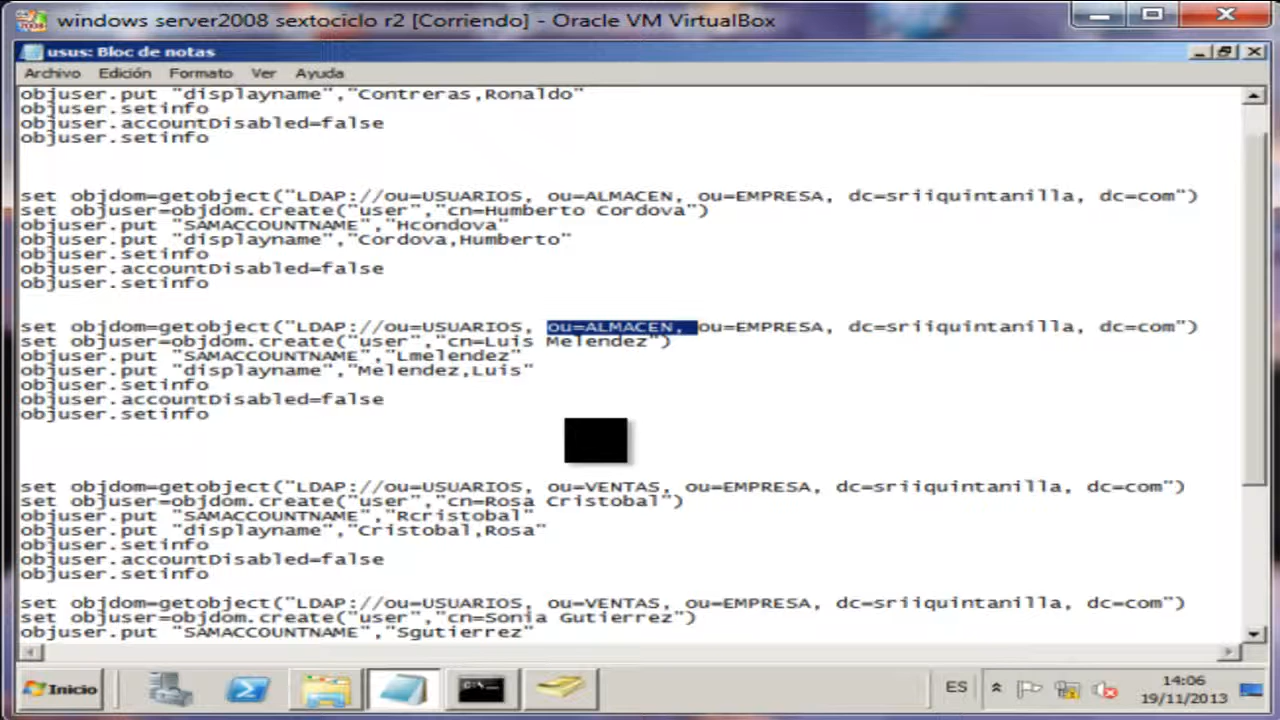 windows server2008 sextociclo r2 [Corriendo] - Oracle VM VirtualBox
usus: Bloc de notas
Archivo Edición Formato Ver Ayuda
objuser.put "displayname","Contreras,Ronaldo"
objuser.setinfo
objuser.accountDisabled=false
objuser.setinfo
set objdom=getobject("LDAP://ou=USUARIOS, ou=ALMACEN, ou=EMPRESA, dc=sriiquintanilla, dc=com")
set objuser=objdom.create("user","cn=Humberto Cordova")
objuser.put "SAMACCOUNTNAME","Hcondova"
objuser.put "displayname","Cordova,Humberto"
objuser.setinfo
objuser.accountDisabled=false
objuser.setinfo
set objdom=getobject("LDAP://ou=USUARIOS, ou=ALMACEN, ou=EMPRESA, dc=sriiquintanilla, dc=com")
set objuser=objdom.create("user","cn=Luis Melendez")
objuser.put "SAMACCOUNTNAME","Lmelendez"
objuser.put "displayname","Melendez,Luis"
objuser.setinfo
objuser.accountDisabled=false
objuser.setinfo
set objdom=getobject("LDAP://ou=USUARIOS, ou=VENTAS, ou=EMPRESA, dc=sriiquintanilla, dc=com")
set objuser=objdom.create("user","cn=Rosa Cristobal")
objuser.put "SAMACCOUNTNAME","Rcristobal"
objuser.put "displayname","Cristobal,Rosa"
objuser.setinfo
objuser.accountDisabled=false
objuser.setinfo
set objdom=getobject("LDAP://ou=USUARIOS, ou=VENTAS, ou=EMPRESA, dc=sriiquintanilla, dc=com")
set objuser=objdom.create("user","cn=Sonia Gutierrez")
objuser.put "SAMACCOUNTNAME","Sgutierrez"
Inicio ES 14:06
19/11/2013